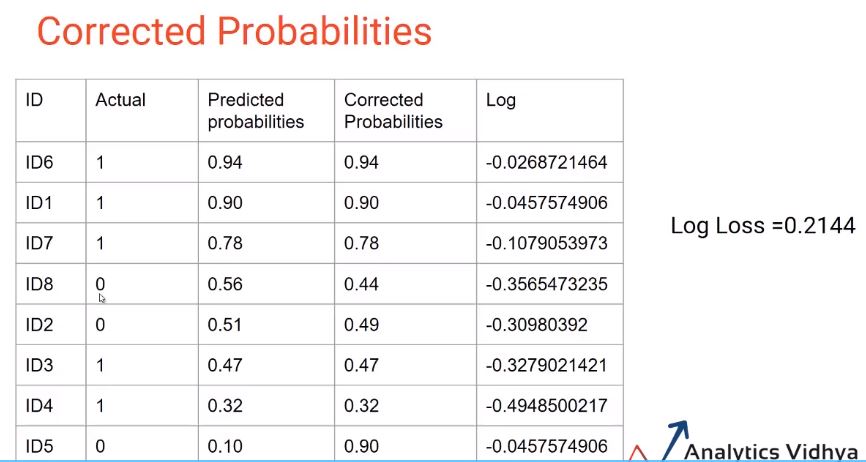 Corrected Probabilities
ID Actual Predicted probabilities Corrected Probabilities Log
ID6 1 0.94 0.94 -0.0268721464
ID1 1 0.90 0.90 -0.0457574906
ID7 1 0.78 0.78 -0.1079053973
Log Loss =0.2144
ID8 0 0.56 0.44 -0.3565473235
ID2 0 0.51 0.49 -0.30980392
ID3 1 0.47 0.47 -0.3279021421
ID4 1 0.32 0.32 -0.4948500217
ID5 0 0.10 0.90 -0.0457574906
Analytics Vidhya